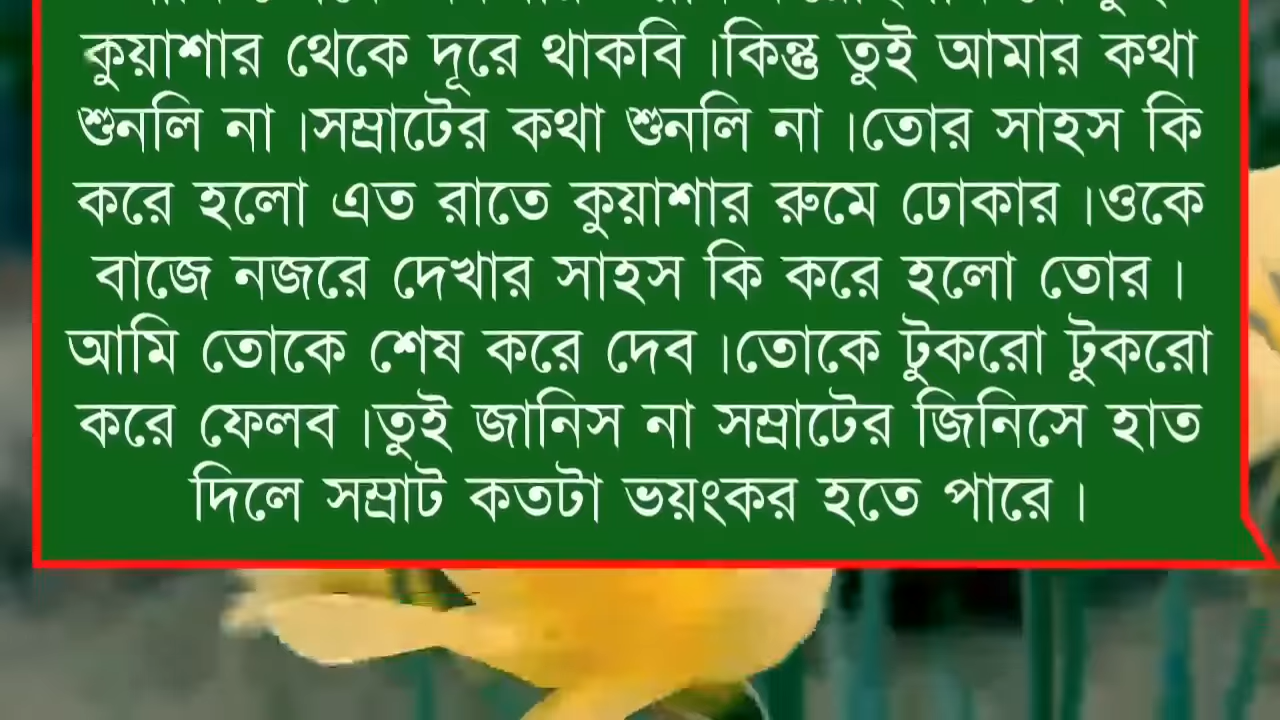 কুয়াশার থেকে দূরে থাকবি ।কিন্তু তুই আমার কথা
শুনলি না ।সম্রাটের কথা শুনলি না ।তোর সাহস কি
করে হলো এত রাতে কুয়াশার রুমে ঢোকার ।ওকে
বাজে নজরে দেখার সাহস কি করে হলো তোর ।
আমি তোকে শেষ করে দেব ।তোকে টুকরো টুকরো
করে ফেলব ।তুই জানিস না সম্রাটের জিনিসে হাত
দিলে সম্রাট কতটা ভয়ংকর হতে পারে ।